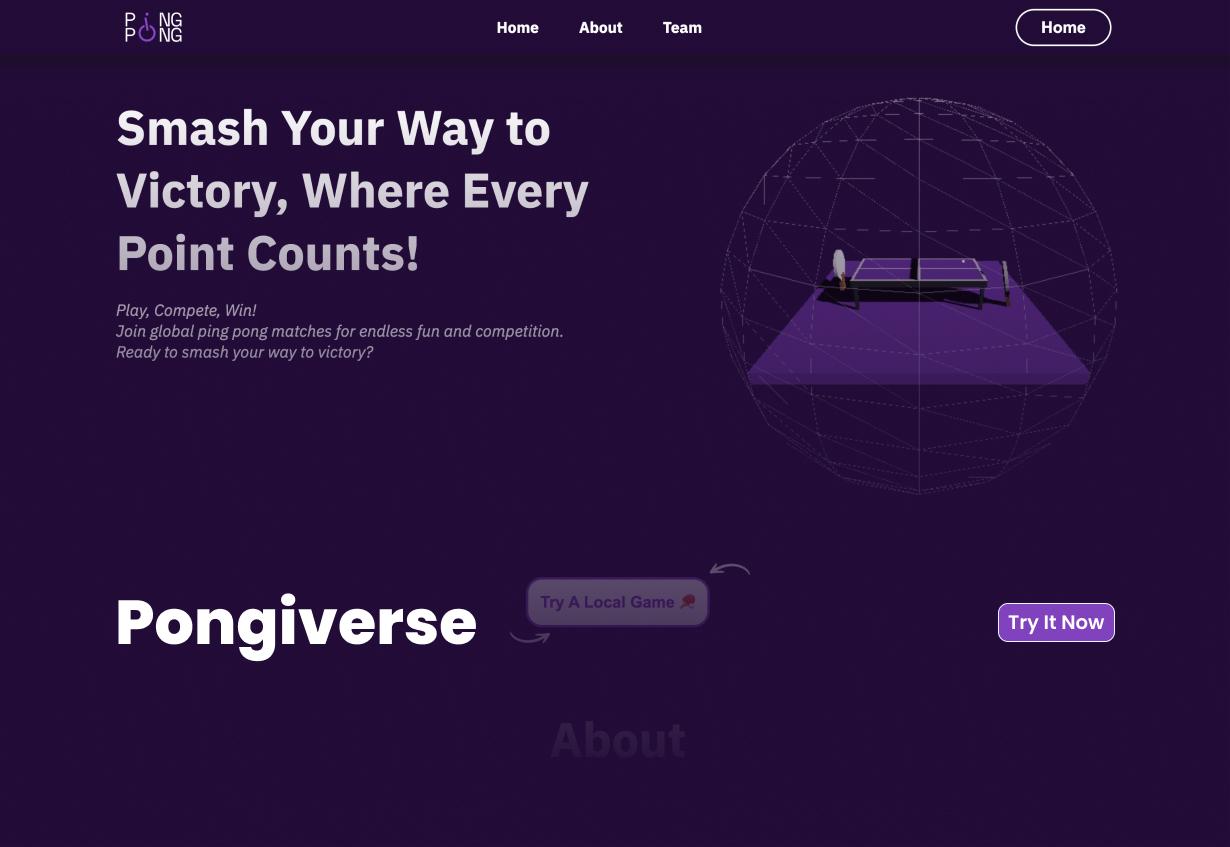 PING
PONG
Home
About
Team
Home
Smash Your Way to
Victory, Where Every
Point Counts!
Play, Compete, Win!
Join global ping pong matches for endless fun and competition.
Ready to smash your way to victory?
Try A Local Game 🏓
Pongiverse
Try It Now
About